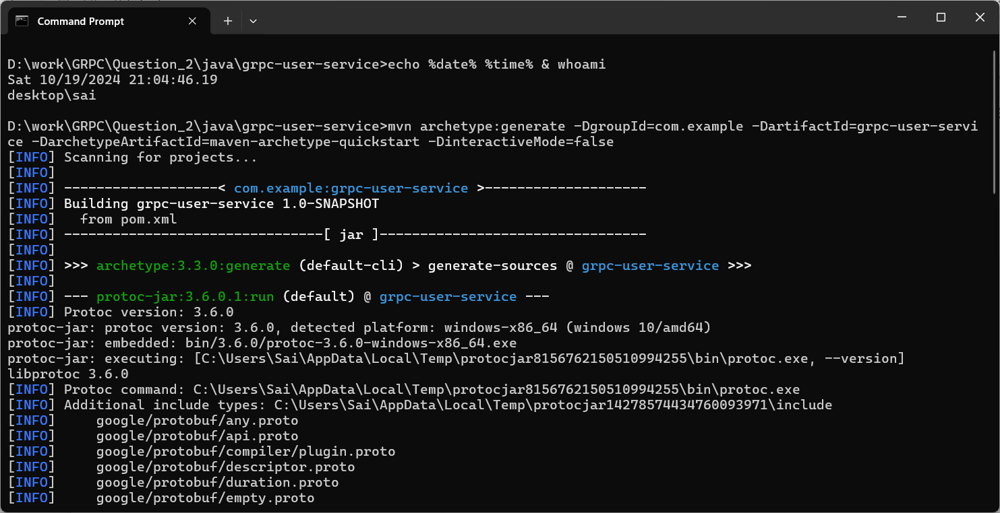 Command Prompt
D:\work\GRPC\Question_2\java\grpc-user-service>echo %date% %time% & whoami
Sat 10/19/2024 21:04:46.19
desktop\sai
D:\work\GRPC\Question_2\java\grpc-user-service>mvn archetype:generate -DgroupId=com.example -DartifactId=grpc-user-servi
ce -DarchetypeArtifactId=maven-archetype-quickstart -DinteractiveMode=false
[INFO] Scanning for projects...
[INFO]
[INFO] -------------------< com.example:grpc-user-service >--------------------
[INFO] Building grpc-user-service 1.0-SNAPSHOT
[INFO]   from pom.xml
[INFO] --------------------------------[ jar ]---------------------------------
[INFO]
[INFO] >>> archetype:3.3.0:generate (default-cli) > generate-sources @ grpc-user-service >>>
[INFO]
[INFO] --- protoc-jar:3.6.0.1:run (default) @ grpc-user-service ---
[INFO] Protoc version: 3.6.0
protoc-jar: protoc version: 3.6.0, detected platform: windows-x86_64 (windows 10/amd64)
protoc-jar: embedded: bin/3.6.0/protoc-3.6.0-windows-x86_64.exe
protoc-jar: executing: [C:\Users\Sai\AppData\Local\Temp\protocjar8156762150510994255\bin\protoc.exe, --version]
libprotoc 3.6.0
[INFO] Protoc command: C:\Users\Sai\AppData\Local\Temp\protocjar8156762150510994255\bin\protoc.exe
[INFO] Additional include types: C:\Users\Sai\AppData\Local\Temp\protocjar14278574434760093971\include
[INFO]     google/protobuf/any.proto
[INFO]     google/protobuf/api.proto
[INFO]     google/protobuf/compiler/plugin.proto
[INFO]     google/protobuf/descriptor.proto
[INFO]     google/protobuf/duration.proto
[INFO]     google/protobuf/empty.proto